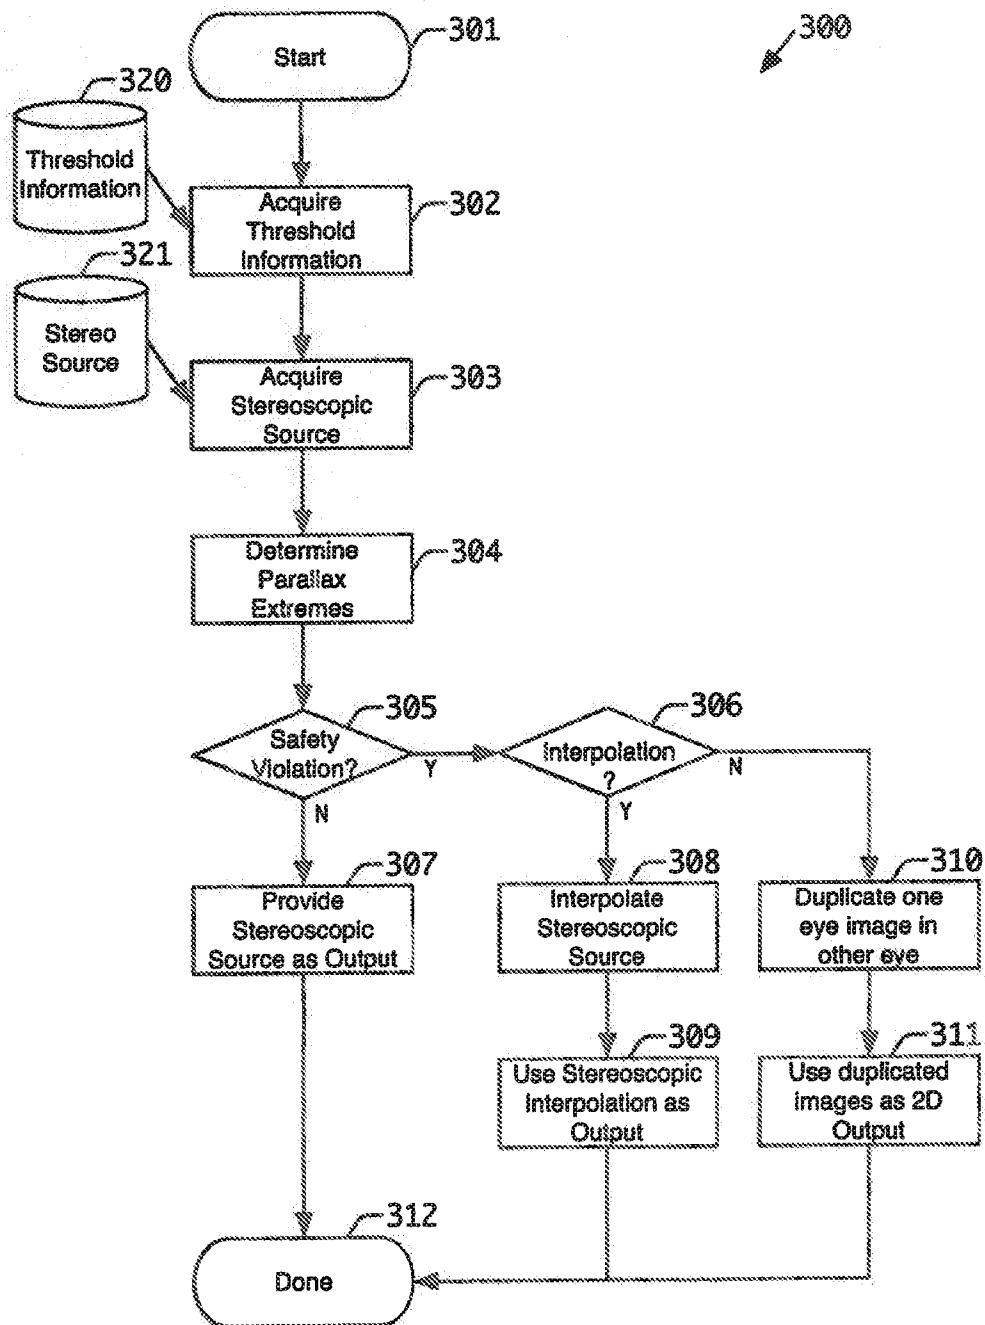 300
301
Start
320
Threshold
Information
302
Acquire
Threshold
Information
321
Stereo
Source
303
Acquire
Stereoscopic
Source
304
Determine
Parallax
Extremes
305
Safety
Violation?
Y
N
306
Interpolation
?
N
Y
307
Provide
Stereoscopic
Source as Output
308
Interpolate
Stereoscopic
Source
310
Duplicate one
eye image in
other eye
309
Use Stereoscopic
Interpolation as
Output
311
Use duplicated
images as 2D
Output
312
Done